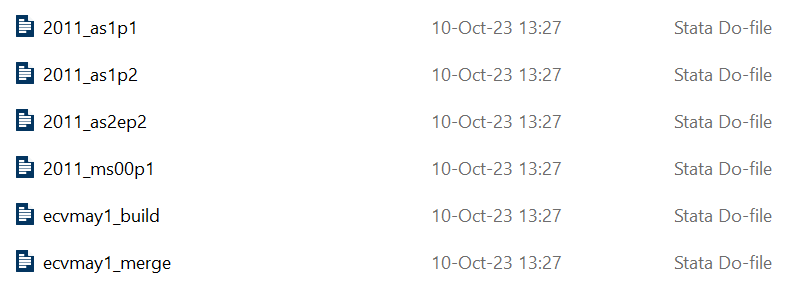 2011_as1p1 10-Oct-23 13:27 Stata Do-file
2011_as1p2 10-Oct-23 13:27 Stata Do-file
2011_as2ep2 10-Oct-23 13:27 Stata Do-file
2011_ms00p1 10-Oct-23 13:27 Stata Do-file
ecvmay1_build 10-Oct-23 13:27 Stata Do-file
ecvmay1_merge 10-Oct-23 13:27 Stata Do-file